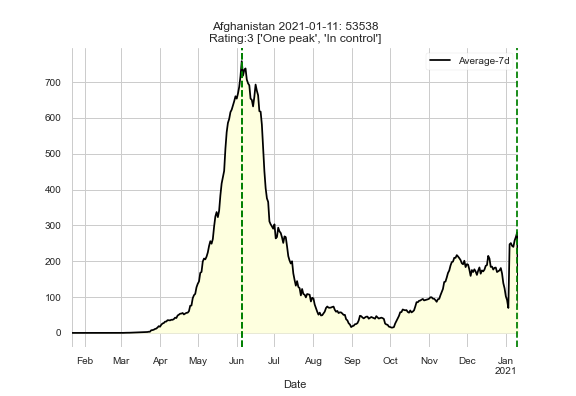 Afghanistan 2021-01-11: 53538
Rating:3 ['One peak', 'In control']
Average-7d
700
600
500
400
300
200
100
0
Feb Mar Apr May Jun Jul Aug Sep Oct Nov Dec Jan
2021
Date